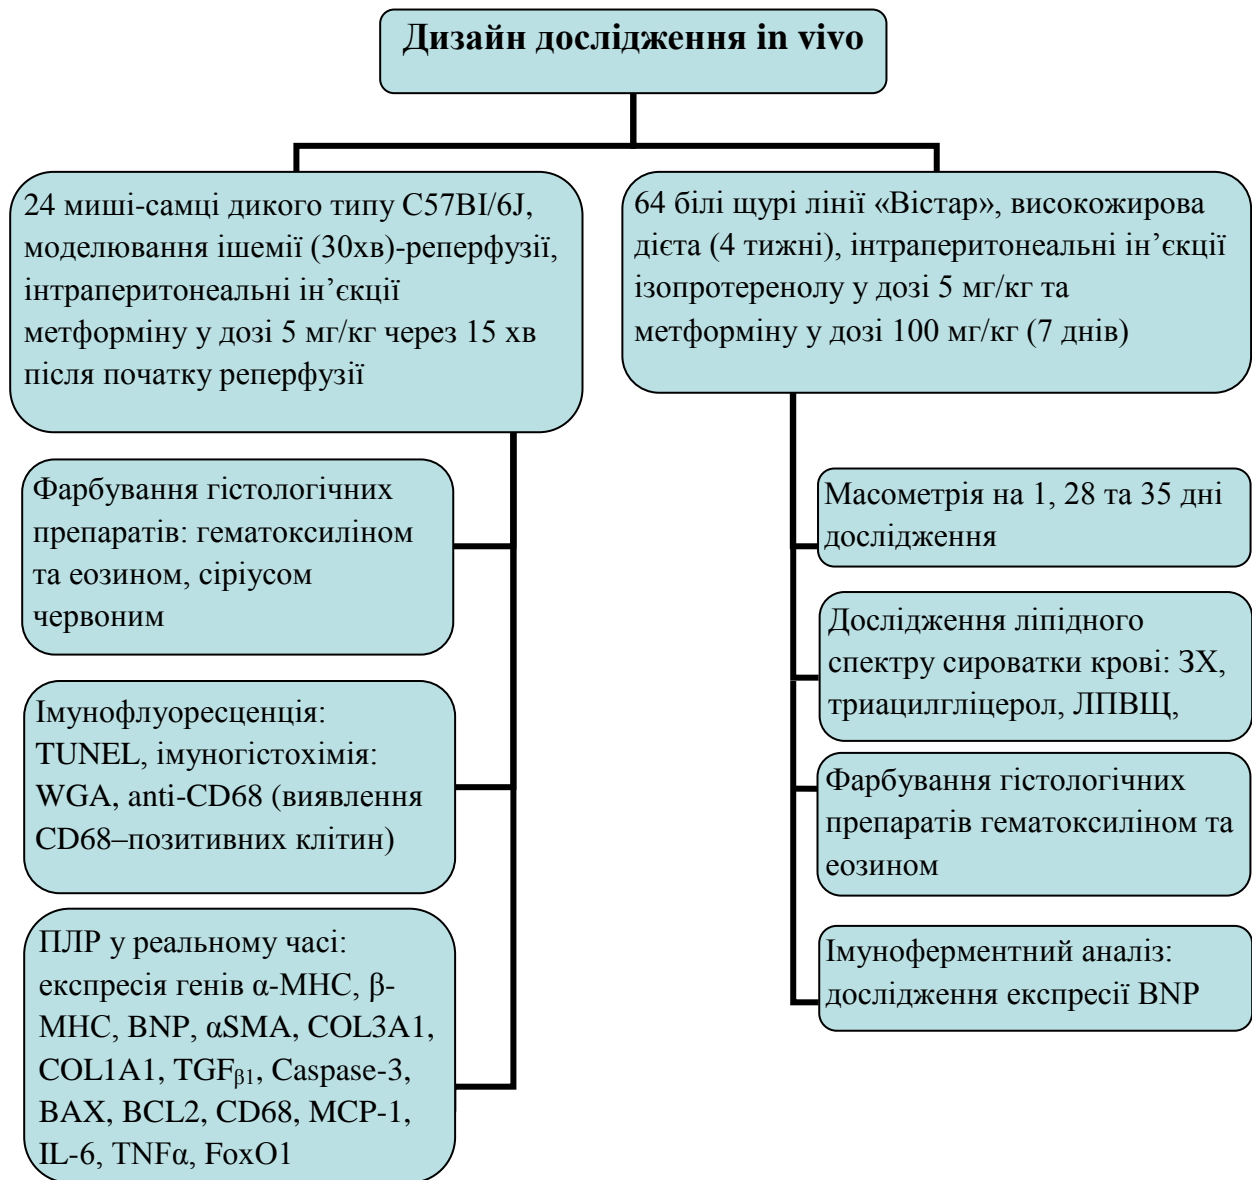 Дизайн дослідження in vivo
24 миші-самці дикого типу C57BI/6J,
моделювання ішемії (30хв)-реперфузії,
інтраперитонеальні ін’єкції
метформіну у дозі 5 мг/кг через 15 хв
після початку реперфузії
64 білі щурі лінії «Вістар», високожирова
дієта (4 тижні), інтраперитонеальні ін’єкції
ізопротеренолу у дозі 5 мг/кг та
метформіну у дозі 100 мг/кг (7 днів)
Фарбування гістологічних
препаратів: гематоксиліном
та еозином, сіріусом
червоним
Імунофлуоресценція:
TUNEL, імуногістохімія:
WGA, anti-CD68 (виявлення
CD68–позитивних клітин)
ПЛР у реальному часі:
експресія генів α-MHC, β-
MHC, BNP, αSMA, COL3A1,
COL1A1, TGFβ1, Caspase-3,
BAX, BCL2, CD68, MCP-1,
IL-6, TNFα, FoxO1
Масометрія на 1, 28 та 35 дні
дослідження
Дослідження ліпідного
спектру сироватки крові: ЗХ,
триацилгліцерол, ЛПВЩ,
Фарбування гістологічних
препаратів гематоксиліном та
еозином
Імуноферментний аналіз:
дослідження експресії BNP